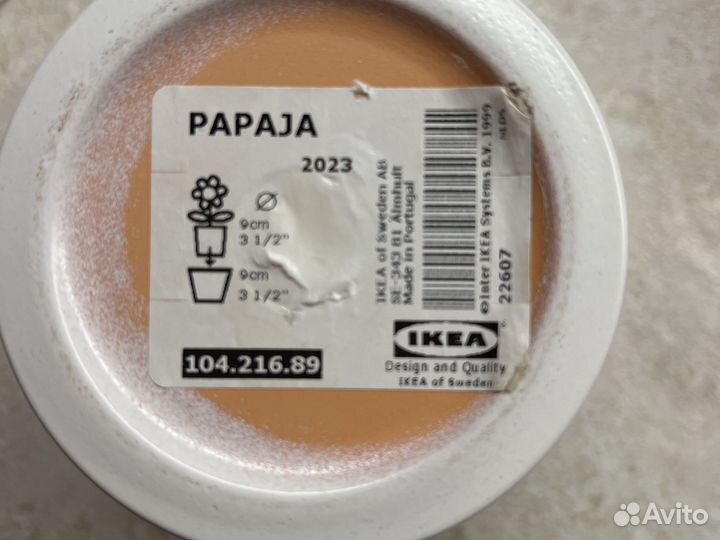 PAPAJA
2023
Ø
9cm
3 1/2"
9cm
3 1/2"
104.216.89
IKEA of Sweden AB
SE-343 81 Älmhult
Made in Portugal
©Inter IKEA Systems B.V. 1999
22607
IKEA®
Design and Quality
IKEA of Sweden
Avito